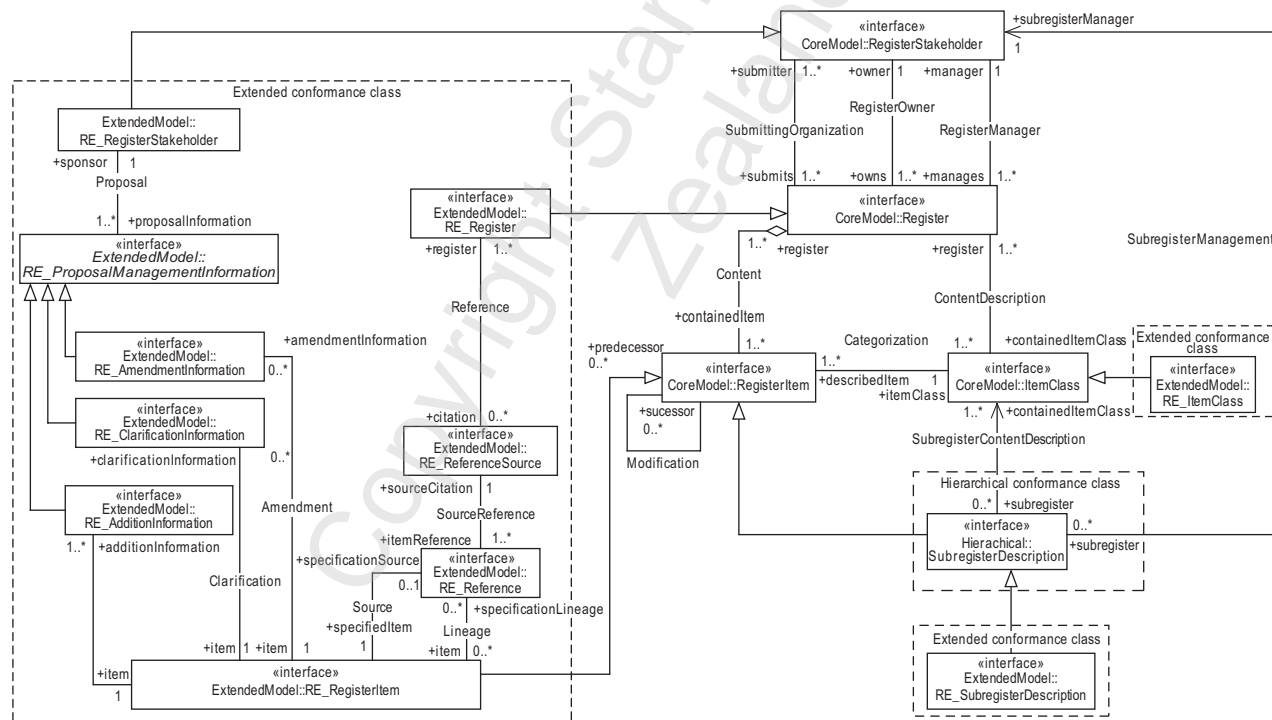 «interface»
CoreModel::RegisterStakeholder
+subregisterManager
1
+submitter 1..* +owner 1 +manager 1
RegisterOwner
SubmittingOrganization RegisterManager
+submits 1..* +owns 1..* +manages 1..*
Extended conformance class
ExtendedModel::
RE_RegisterStakeholder
+sponsor 1
Proposal
1..* +proposalInformation
«interface»
ExtendedModel::
RE_ProposalManagementInformation
«interface»
ExtendedModel::
RE_Register
+register 1..*
Reference
«interface»
CoreModel::Register
1..* +register
+register 1..*
SubregisterManagement
Content
ContentDescription
+containedItem
1..*
1..* +containedItemClass
«interface»
ExtendedModel::
RE_AmendmentInformation
+amendmentInformation
0..*
«interface»
ExtendedModel::
RE_ClarificationInformation
+clarificationInformation
0..*
«interface»
ExtendedModel::
RE_AdditionInformation
1..* +additionInformation
Amendment
Clarification
+citation 0..*
«interface»
ExtendedModel::
RE_ReferenceSource
+sourceCitation 1
SourceReference
+itemReference 1..*
+specificationSource
0..1
«interface»
ExtendedModel::
RE_Reference
0..* +specificationLineage
Source
+specifiedItem
1
Lineage
+item 0..*
+item 1 +item 1
+item
1
«interface»
ExtendedModel::RE_RegisterItem
+predecessor
0..*
«interface»
CoreModel::RegisterItem
+sucessor
0..*
Modification
Categorization
1..*
+describedItem 1
+itemClass
«interface»
CoreModel::ItemClass
Extended conformance
class
«interface»
ExtendedModel::
RE_ItemClass
1..* +containedItemClass
SubregisterContentDescription
Hierarchical conformance class
0..* +subregister
«interface»
Hierachical::
SubregisterDescription
0..*
+subregister
Extended conformance class
«interface»
ExtendedModel::
RE_SubregisterDescription
Copyright Stan
Zealan